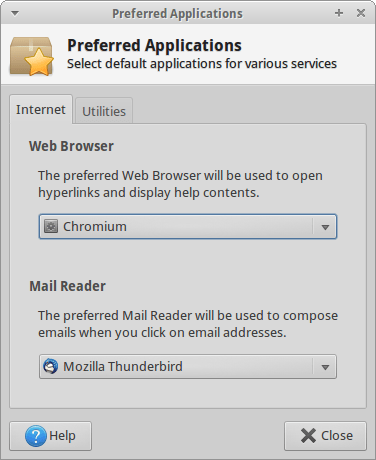 Preferred Applications
Preferred Applications
Select default applications for various services
Internet
Utilities
Web Browser
The preferred Web Browser will be used to open
hyperlinks and display help contents.
Chromium
Mail Reader
The preferred Mail Reader will be used to compose
emails when you click on email addresses.
Mozilla Thunderbird
Help
Close